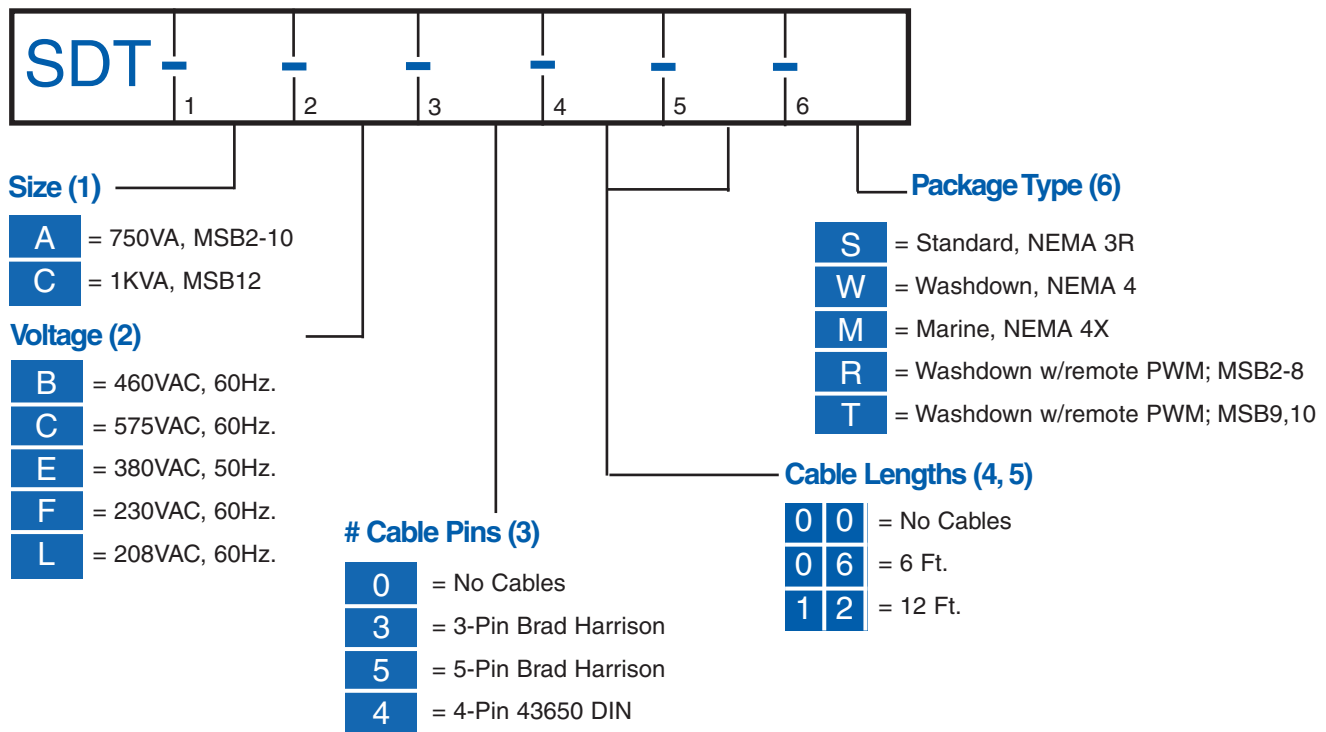 SDT - - - - - -
1 2 3 4 5 6
Size (1)
A = 750VA, MSB2-10
C = 1KVA, MSB12
Voltage (2)
B = 460VAC, 60Hz.
C = 575VAC, 60Hz.
E = 380VAC, 50Hz.
F = 230VAC, 60Hz.
L = 208VAC, 60Hz.
# Cable Pins (3)
0 = No Cables
3 = 3-Pin Brad Harrison
5 = 5-Pin Brad Harrison
4 = 4-Pin 43650 DIN
Package Type (6)
S = Standard, NEMA 3R
W = Washdown, NEMA 4
M = Marine, NEMA 4X
R = Washdown w/remote PWM; MSB2-8
T = Washdown w/remote PWM; MSB9,10
Cable Lengths (4, 5)
0 0 = No Cables
0 6 = 6 Ft.
1 2 = 12 Ft.